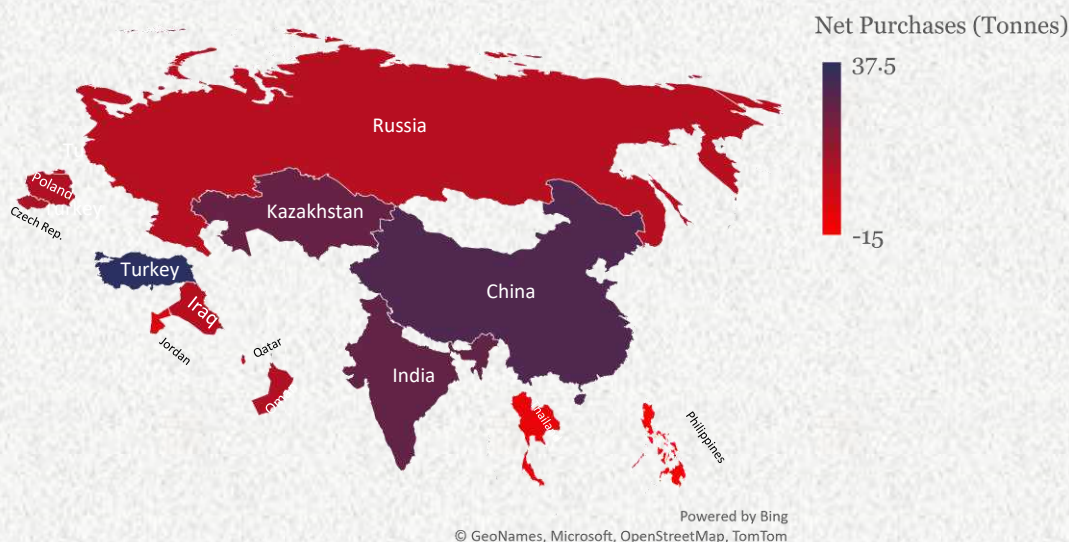 Net Purchases (Tonnes)
37.5
-15
Russia
Poland
Turkey
Czech Rep.
Kazakhstan
Turkey
China
Iraq
Jordan
Qatar
India
Philippines
Powered by Bing
© GeoNames, Microsoft, OpenStreetMap, TomTom